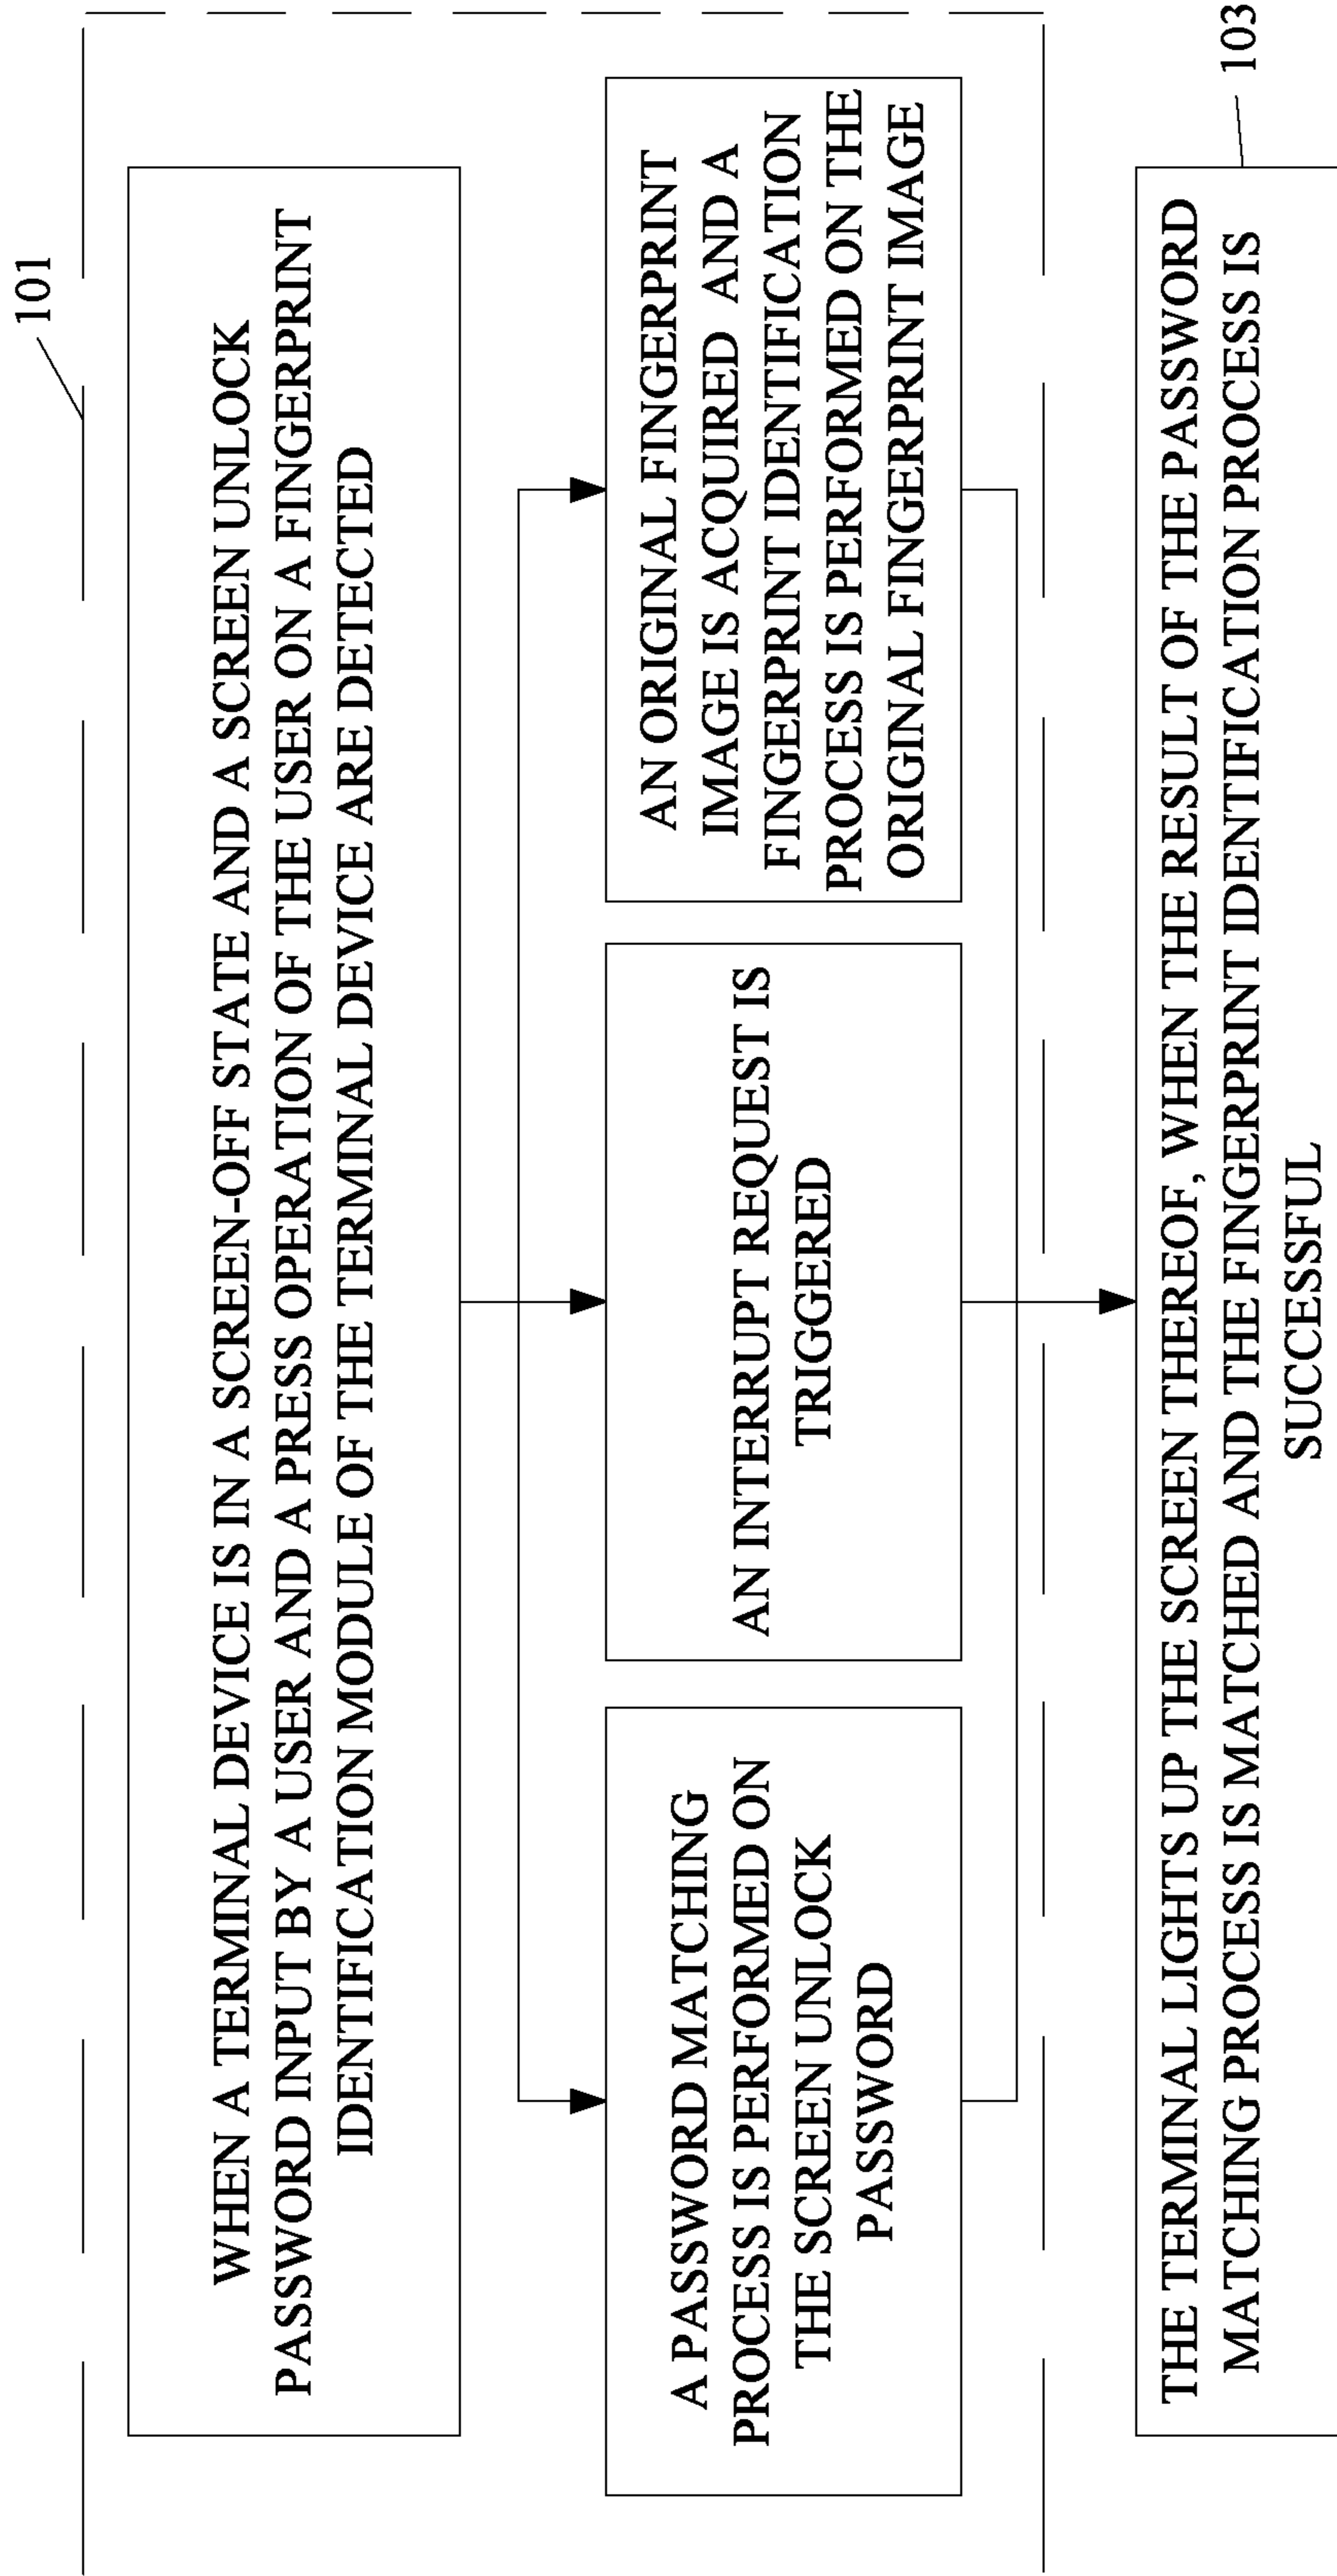 101
WHEN A TERMINAL DEVICE IS IN A SCREEN-OFF STATE AND A SCREEN UNLOCK
PASSWORD INPUT BY A USER AND A PRESS OPERATION OF THE USER ON A FINGERPRINT
IDENTIFICATION MODULE OF THE TERMINAL DEVICE ARE DETECTED
A PASSWORD MATCHING
PROCESS IS PERFORMED ON
THE SCREEN UNLOCK
PASSWORD
AN INTERRUPT REQUEST IS
TRIGGERED
AN ORIGINAL FINGERPRINT
IMAGE IS ACQUIRED AND A
FINGERPRINT IDENTIFICATION
PROCESS IS PERFORMED ON THE
ORIGINAL FINGERPRINT IMAGE
103
THE TERMINAL LIGHTS UP THE SCREEN THEREOF, WHEN THE RESULT OF THE PASSWORD
MATCHING PROCESS IS MATCHED AND THE FINGERPRINT IDENTIFICATION PROCESS IS
SUCCESSFUL